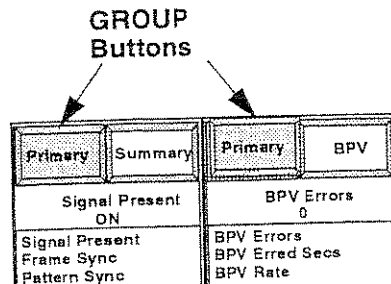 GROUP
Buttons
Primary Summary Primary BPV
Signal Present
ON
Signal Present
Frame Sync
Pattern Sync
BPV Errors
0
BPV Errors
BPV Erred Secs
BPV Rate